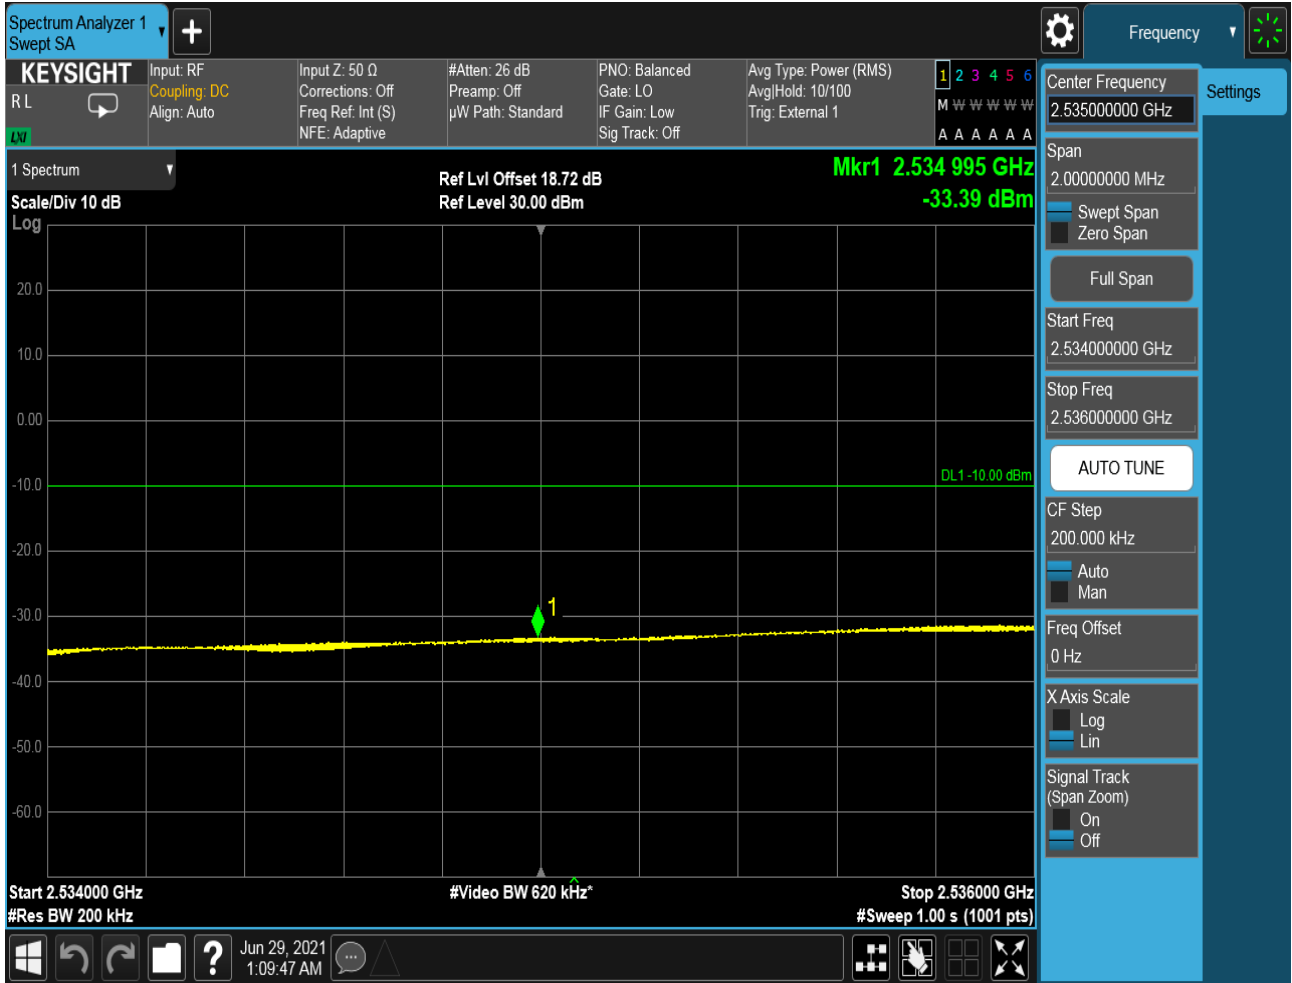 Spectrum Analyzer 1
Swept SA
Frequency
KEYSIGHT
R L
LXI
Input: RF
Coupling: DC
Align: Auto
Input Z: 50 Ω
Corrections: Off
Freq Ref: Int (S)
NFE: Adaptive
#Atten: 26 dB
Preamp: Off
µW Path: Standard
PNO: Balanced
Gate: LO
IF Gain: Low
Sig Track: Off
Avg Type: Power (RMS)
Avg|Hold: 10/100
Trig: External 1
1 2 3 4 5 6
M W W W W W
A A A A A A
1 Spectrum
Scale/Div 10 dB
Log
Ref Lvl Offset 18.72 dB
Ref Level 30.00 dBm
Mkr1 2.534 995 GHz
-33.39 dBm
20.0
10.0
0.00
-10.0
DL1 -10.00 dBm
-20.0
1
-30.0
-40.0
-50.0
-60.0
Start 2.534000 GHz
#Video BW 620 kHz*
Stop 2.536000 GHz
#Res BW 200 kHz
#Sweep 1.00 s (1001 pts)
Jun 29, 2021
1:09:47 AM
?
Center Frequency
2.535000000 GHz
Settings
Span
2.00000000 MHz
Swept Span
Zero Span
Full Span
Start Freq
2.534000000 GHz
Stop Freq
2.536000000 GHz
AUTO TUNE
CF Step
200.000 kHz
Auto
Man
Freq Offset
0 Hz
X Axis Scale
Log
Lin
Signal Track
(Span Zoom)
On
Off